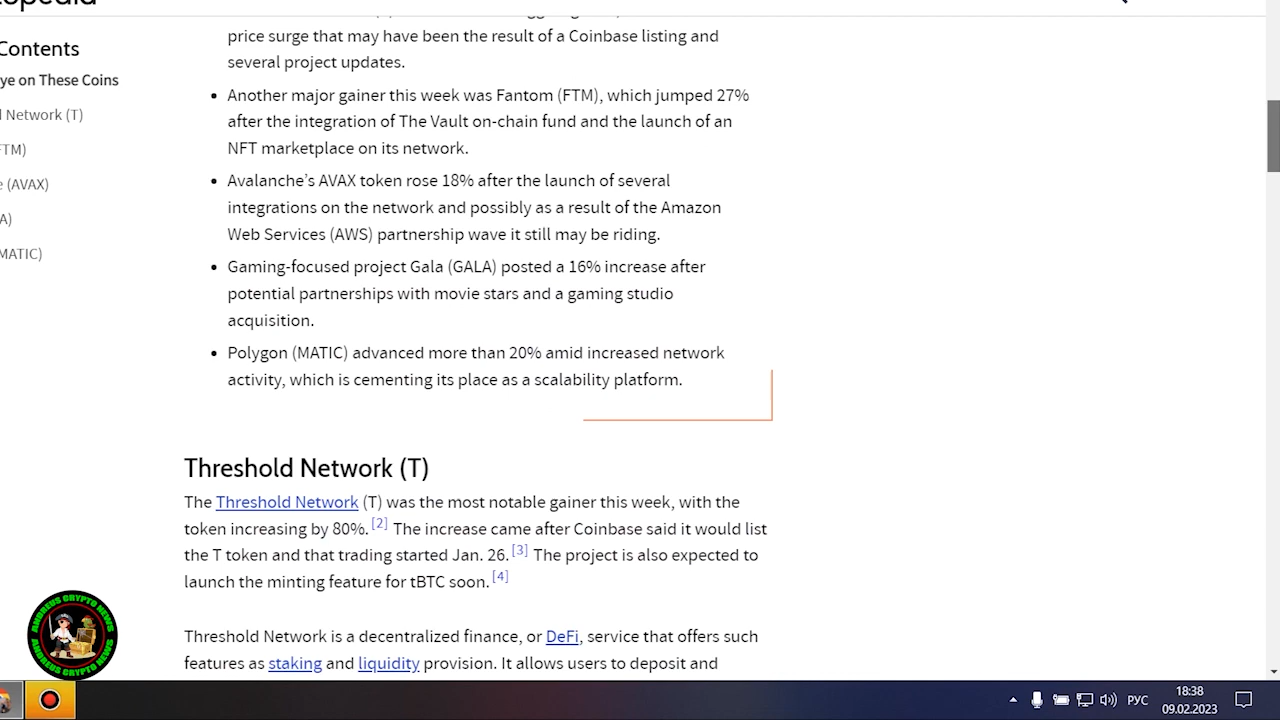 Contents
ye on These Coins
l Network (T)
FTM)
e (AVAX)
A)
MATIC)
price surge that may have been the result of a Coinbase listing and
several project updates.
• Another major gainer this week was Fantom (FTM), which jumped 27%
after the integration of The Vault on-chain fund and the launch of an
NFT marketplace on its network.
• Avalanche’s AVAX token rose 18% after the launch of several
integrations on the network and possibly as a result of the Amazon
Web Services (AWS) partnership wave it still may be riding.
• Gaming-focused project Gala (GALA) posted a 16% increase after
potential partnerships with movie stars and a gaming studio
acquisition.
• Polygon (MATIC) advanced more than 20% amid increased network
activity, which is cementing its place as a scalability platform.
Threshold Network (T)
The Threshold Network (T) was the most notable gainer this week, with the
token increasing by 80%.[2] The increase came after Coinbase said it would list
the T token and that trading started Jan. 26.[3] The project is also expected to
launch the minting feature for tBTC soon.[4]
Threshold Network is a decentralized finance, or DeFi, service that offers such
features as staking and liquidity provision. It allows users to deposit and
ANDREUS CRYPTO NEWS
ANDREUS CRYPTO NEWS
РУС
18:38
09.02.2023